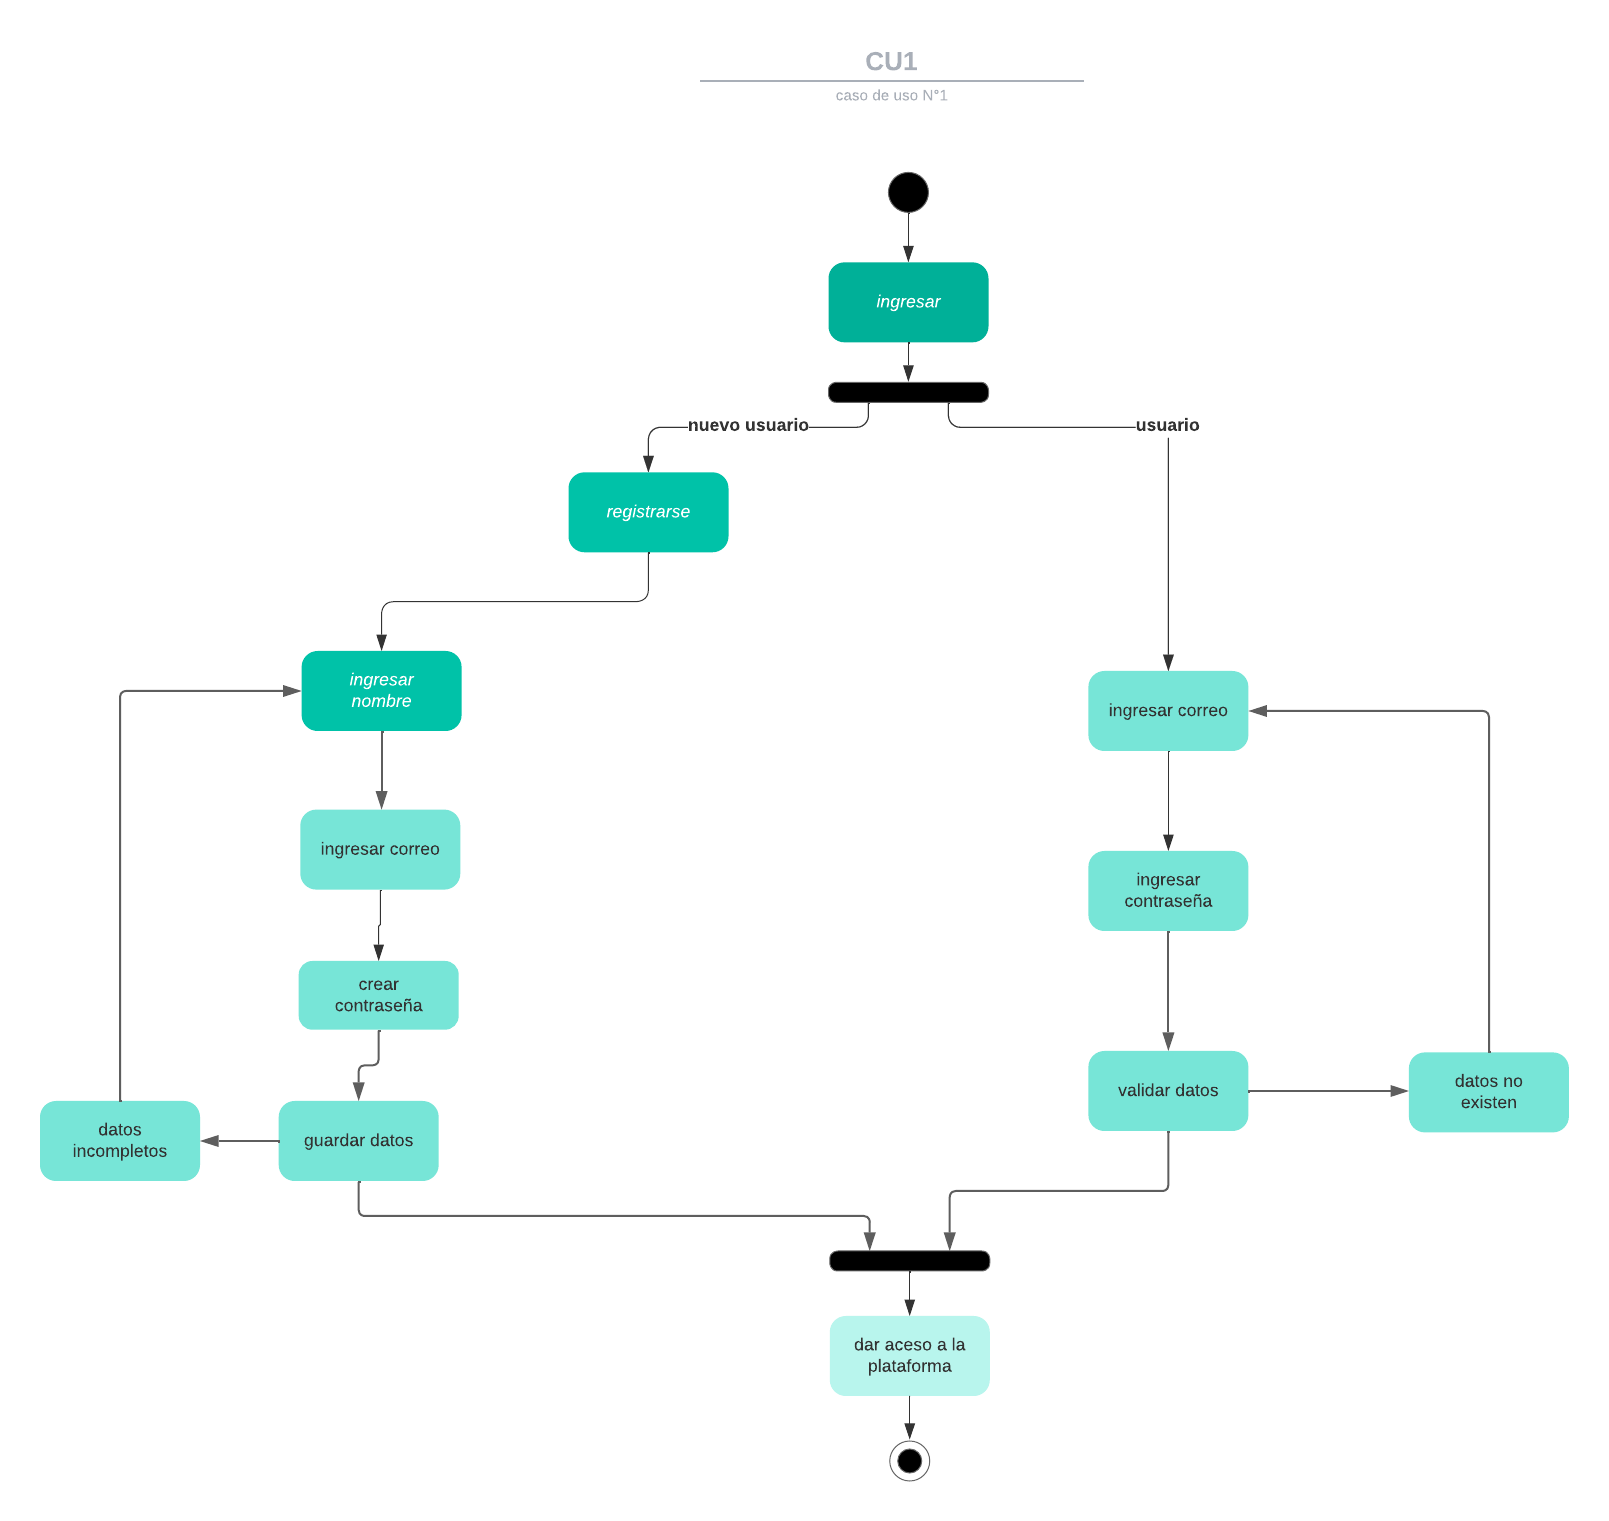 CU1
caso de uso N°1
ingresar
nuevo usuario
usuario
registrarse
ingresar
nombre
ingresar correo
ingresar correo
ingresar
contraseña
crear
contraseña
validar datos
datos no
existen
datos
incompletos
guardar datos
dar aceso a la
plataforma